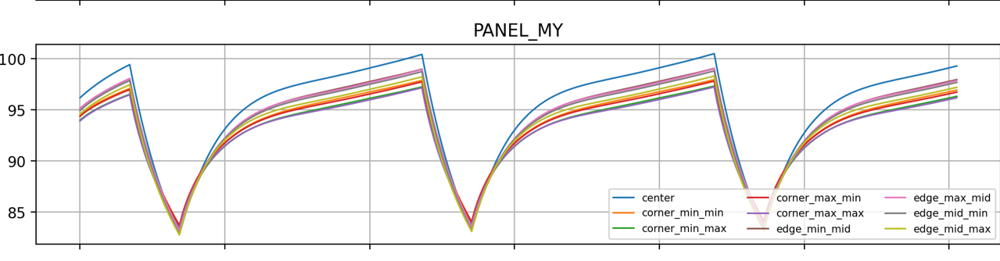 PANEL_MY
100
95
90
85
center
corner_min_min
corner_min_max
corner_max_min
corner_max_max
edge_min_mid
edge_max_mid
edge_mid_min
edge_mid_max